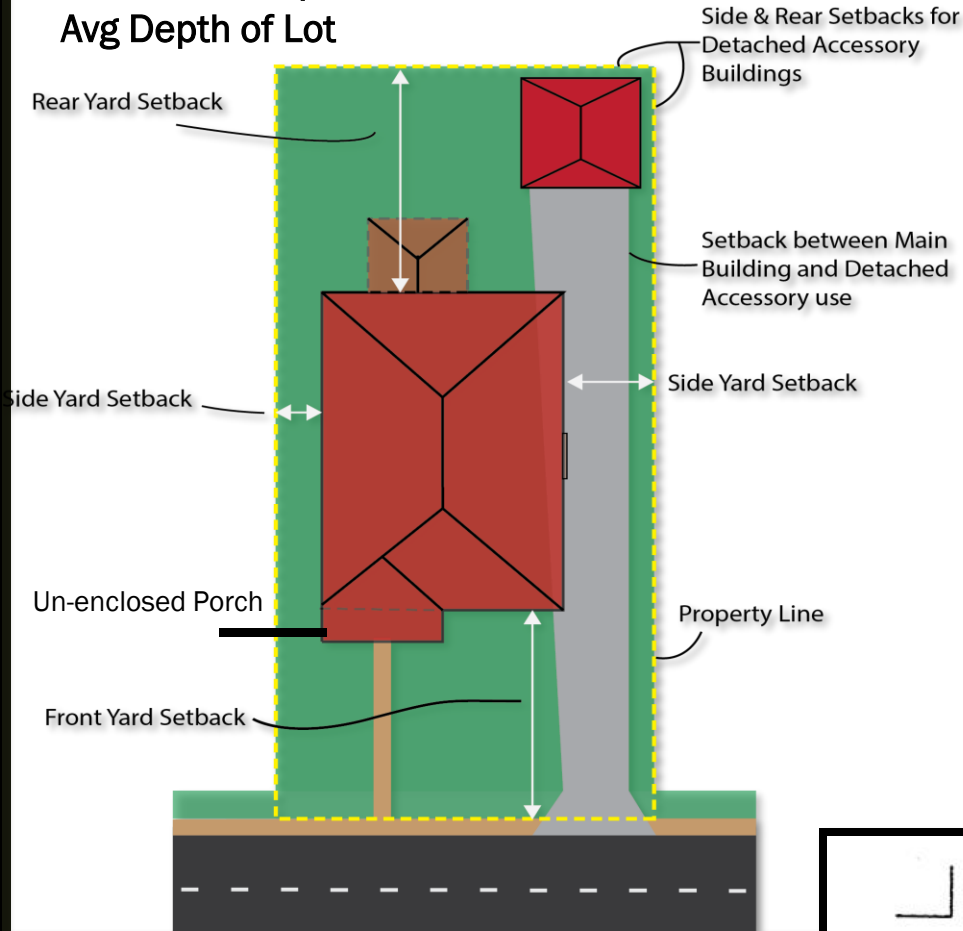 Avg Depth of Lot
Side & Rear Setbacks for
Detached Accessory
Buildings
Rear Yard Setback
Setback between Main
Building and Detached
Accessory use
Side Yard Setback
Side Yard Setback
Un-enclosed Porch
Property Line
Front Yard Setback